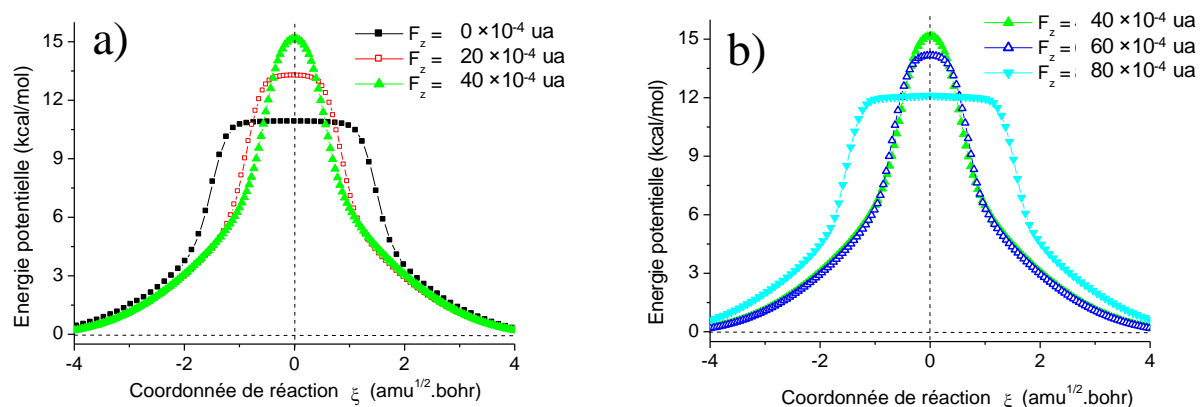 a)
F_z = 0 ×10⁻⁴ ua
F_z = 20 ×10⁻⁴ ua
F_z = 40 ×10⁻⁴ ua
Energie potentielle (kcal/mol)
15
12
9
6
3
0
-4 -2 0 2 4
Coordonnée de réaction ξ (amu^1/2.bohr)
b)
F_z = 40 ×10⁻⁴ ua
F_z = 60 ×10⁻⁴ ua
F_z = 80 ×10⁻⁴ ua
Energie potentielle (kcal/mol)
15
12
9
6
3
0
-4 -2 0 2 4
Coordonnée de réaction ξ (amu^1/2.bohr)